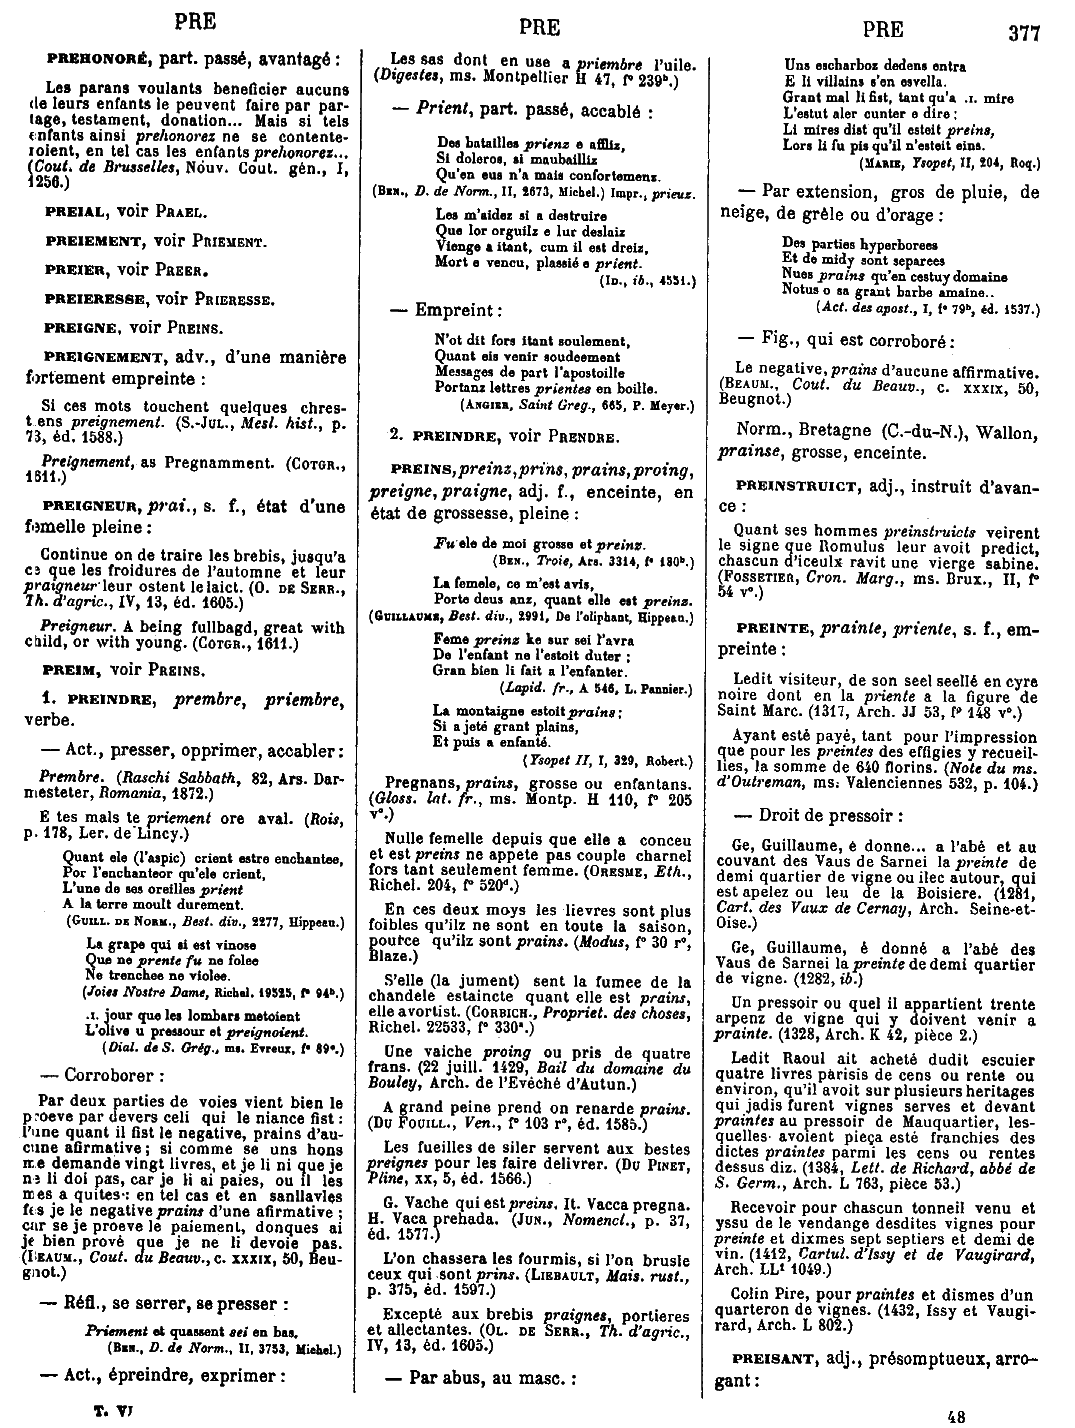 PRE
PREHONORÉ, part. passé, avantagé :
Les parans voulants beneficier aucuns
de leurs enfants le peuvent faire par par-
tage, testament, donation... Mais si tels
enfants ainsi prehonorez ne se contente-
roient, en tel cas les enfants prehonorez...
(Cout. de Brusselles, Nouv. Cout. gén., I,
1256.)
PREIAL, voir PRAEL.
PREIEMENT, voir PRIEMENT.
PREIER, voir PREER.
PREIERESSE, voir PRIERESSE.
PREIGNE, voir PREINS.
PREIGNEMENT, adv., d'une manière
fortement empreinte :
Si ces mots touchent quelques chres-
tiens preignement. (S.-JUL., Mesl. hist., p.
73, éd. 1588.)
Preignement, as Pregnamment. (COTGR.,
1611.)
PREIGNEUR, prai., s. f., état d'une
femelle pleine :
Continue on de traire les brebis, jusqu'a
ce que les froidures de l'automne et leur
praigneur leur ostent le laict. (O. DE SERR.,
Th. d'agric., IV, 13, éd. 1605.)
Preigneur. A being fullbagd, great with
child, or with young. (COTGR., 1611.)
PREIM, voir PREINS.
1. PREINDRE, prembre, priembre,
verbe.
— Act., presser, opprimer, accabler :
Prembre. (Raschi Sabbath, 82, Ars. Dar-
mesteter, Romania, 1872.)
E tes mals te priement ore aval. (Rois,
p. 178, Ler. de Lincy.)
Quant ele (l'aspic) crient estre enchantee,
Por l'enchanteor qu'ele crient,
L'une de ses oreilles prient
A la terre moult durement.
(GUILL. DE NORM., Best. div., 2277, Hippeau.)
La grape qui si est vinose
Que ne prente fu ne folee
Ne trenchee ne violee.
(Joies Nostre Dame, Richel. 19525, f° 94ᵇ.)
.I. jour que les lombars metoient
L'olive u pressour et preignoient.
(Dial. de S. Grég., ms. Evreux, f° 89ᵃ.)
— Corroborer :
Par deux parties de voies vient bien le
proeve par devers celi qui le niance fist :
l'une quant il fist le negative, prains d'au-
cune afirmative ; si comme se uns hons
me demande vingt livres, et je li ni que je
ne li doi pas, car je li ai paies, ou il les
mes a quites : en tel cas et en sanllavles
fes je le negative prains d'une afirmative ;
car se je proeve le paiement, donques ai
je bien prové que je ne li devoie pas.
(BEAUM., Cout. du Beauv., c. XXXIX, 50, Beu-
gnot.)
— Réfl., se serrer, se presser :
Priement et quassent sei en bas.
(BEN., D. de Norm., II, 3753, Michel.)
— Act., épreindre, exprimer :
T. VI
PRE
Les sas dont en use a priembre l'uile.
(Digestes, ms. Montpellier H 47, f° 239ᵇ.)
— Prient, part. passé, accablé :
Des batailles prienz e affliz,
Si doleros, si maubailliz
Qu'en eus n'a mais confortemenz.
(BEN., D. de Norm., II, 2673, Michel.) Impr., prieuz.
Les m'aidez si a destruire
Que lor orguilz e lur deslaiz
Vienge a itant, cum il est dreiz,
Mort e vencu, plassié e prient.
(ID., ib., 4531.)
— Empreint :
N'ot dit fors itant soulement,
Quant eis venir soudeement
Messages de part l'apostoille
Portanz lettres prientes en boille.
(ANGIER, Saint Greg., 665, P. Meyer.)
2. PREINDRE, voir PRENDRE.
PREINS, preinz, prins, prains, proing,
preigne, praigne, adj. f., enceinte, en
état de grossesse, pleine :
Fu ele de moi grosse et preinz.
(BEN., Troie, Ars. 3314, f° 180ᵇ.)
La femele, ce m'est avis,
Porte deus anz, quant elle est preinz.
(GUILLAUME, Best. div., 2991, De l'oliphant, Hippeau.)
Feme preinz ke sur sei l'avra
De l'enfant ne l'estoit duter ;
Gran bien li fait a l'enfanter.
(Lapid. fr., A 546, L. Pannier.)
La montaigne estoit prains ;
Si a jeté grant plains,
Et puis a enfanté.
(Ysopet II, I, 329, Robert.)
Pregnans, prains, grosse ou enfantans.
(Gloss. lat. fr., ms. Montp. H 110, f° 205
v°.)
Nulle femelle depuis que elle a conceu
et est preins ne appete pas couple charnel
fors tant seulement femme. (ORESME, Eth.,
Richel. 204, f° 520ᵈ.)
En ces deux moys les lievres sont plus
foibles qu'ilz ne sont en toute la saison,
pource qu'ilz sont prains. (Modus, f° 30 r°,
Blaze.)
S'elle (la jument) sent la fumee de la
chandele estaincte quant elle est prains,
elle avortist. (CORBICH., Propriet. des choses,
Richel. 22533, f° 330ᵃ.)
Une vaiche proing ou pris de quatre
frans. (22 juill. 1429, Bail du domaine du
Bouley, Arch. de l'Evêché d'Autun.)
A grand peine prend on renarde prains.
(DU FOUILL., Ven., f° 103 r°, éd. 1585.)
Les fueilles de siler servent aux bestes
preignes pour les faire delivrer. (DU PINET,
Pline, XX, 5, éd. 1566.)
G. Vache qui est preins. It. Vacca pregna.
H. Vaca prehada. (JUN., Nomencl., p. 37,
éd. 1577.)
L'on chassera les fourmis, si l'on brusle
ceux qui sont prins. (LIEBAULT, Mais. rust.,
p. 375, éd. 1597.)
Excepté aux brebis praignes, portieres
et allectantes. (OL. DE SERR., Th. d'agric.,
IV, 13, éd. 1605.)
— Par abus, au masc. :
PRE
377
Uns escharboz dedens entra
E li villains s'en esvella.
Grant mal li fist, tant qu'a .I. mire
L'estut aler cunter e dire ;
Li mires dist qu'il esteit preins,
Lors li fu pis qu'il n'esteit eins.
(MARIE, Ysopet, II, 204, Roq.)
— Par extension, gros de pluie, de
neige, de grêle ou d'orage :
Des parties hyperborees
Et de midy sont separees
Nues prains qu'en cestuy domaine
Notus o sa grant barbe amaine..
(Act. des apost., I, f° 79ᵇ, éd. 1537.)
— Fig., qui est corroboré :
Le negative, prains d'aucune affirmative.
(BEAUM., Cout. du Beauv., c. XXXIX, 50,
Beugnot.)
Norm., Bretagne (C.-du-N.), Wallon,
prainse, grosse, enceinte.
PREINSTRUICT, adj., instruit d'avan-
ce :
Quant ses hommes preinstruicts veirent
le signe que Romulus leur avoit predict,
chascun d'iceulx ravit une vierge sabine.
(FOSSETIER, Cron. Marg., ms. Brux., II, f°
54 v°.)
PREINTE, prainte, priente, s. f., em-
preinte :
Ledit visiteur, de son seel seellé en cyre
noire dont en la priente a la figure de
Saint Marc. (1317, Arch. JJ 53, f° 148 v°.)
Ayant esté payé, tant pour l'impression
que pour les preintes des effigies y recueil-
lies, la somme de 640 florins. (Note du ms.
d'Outreman, ms. Valenciennes 532, p. 104.)
— Droit de pressoir :
Ge, Guillaume, é donne... a l'abé et au
couvant des Vaus de Sarnei la preinte de
demi quartier de vigne ou ilec autour, qui
est apelez ou leu de la Boisiere. (1281,
Cart. des Vaux de Cernay, Arch. Seine-et-
Oise.)
Ge, Guillaume, é donné a l'abé des
Vaus de Sarnei la preinte de demi quartier
de vigne. (1282, ib.)
Un pressoir ou quel il appartient trente
arpenz de vigne qui y doivent venir a
prainte. (1328, Arch. K 42, pièce 2.)
Ledit Raoul ait acheté dudit escuier
quatre livres parisis de cens ou rente ou
environ, qu'il avoit sur plusieurs heritages
qui jadis furent vignes serves et devant
praintes au pressoir de Mauquartier, les-
quelles avoient pieça esté franchies des
dictes praintes parmi les cens ou rentes
dessus diz. (1384, Lett. de Richard, abbé de
S. Germ., Arch. L 763, pièce 53.)
Recevoir pour chascun tonneil venu et
yssu de le vendange desdites vignes pour
preinte et dixmes sept septiers et demi de
vin. (1412, Cartul. d'Issy et de Vaugirard,
Arch. LL¹ 1049.)
Colin Pire, pour praintes et dismes d'un
quarteron de vignes. (1432, Issy et Vaugi-
rard, Arch. L 802.)
PREISANT, adj., présomptueux, arro-
gant :
48